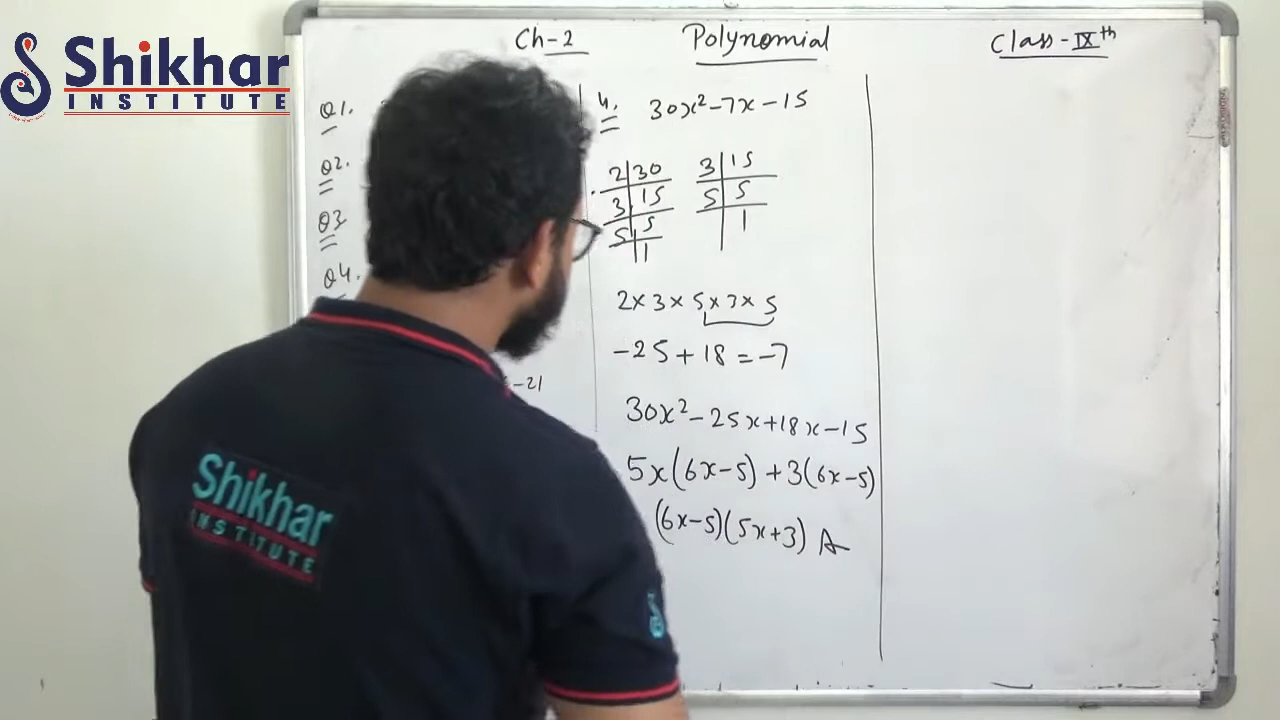 Shikhar
INSTITUTE
Ch-2 Polynomial Class-IXth
Q1.
Q2.
Q3
Q4.
-21
4. 30x²-7x-15
2|30 3|15
3|15 5|5
5|5 |1
|1
2×3×5×3×5
-25+18=-7
30x²-25x+18x-15
5x(6x-5)+3(6x-5)
(6x-5)(5x+3) A
Shikhar
INSTITUTE